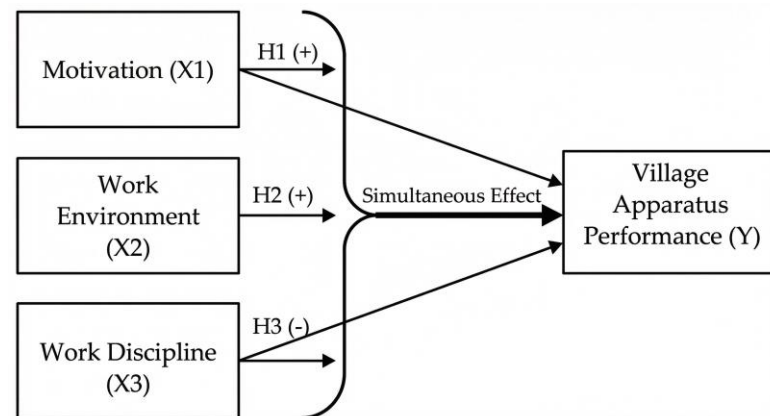 Motivation (X1)
H1 (+)
Work
Environment
(X2)
H2 (+)
Work Discipline
(X3)
H3 (-)
Simultaneous Effect
Village
Apparatus
Performance (Y)